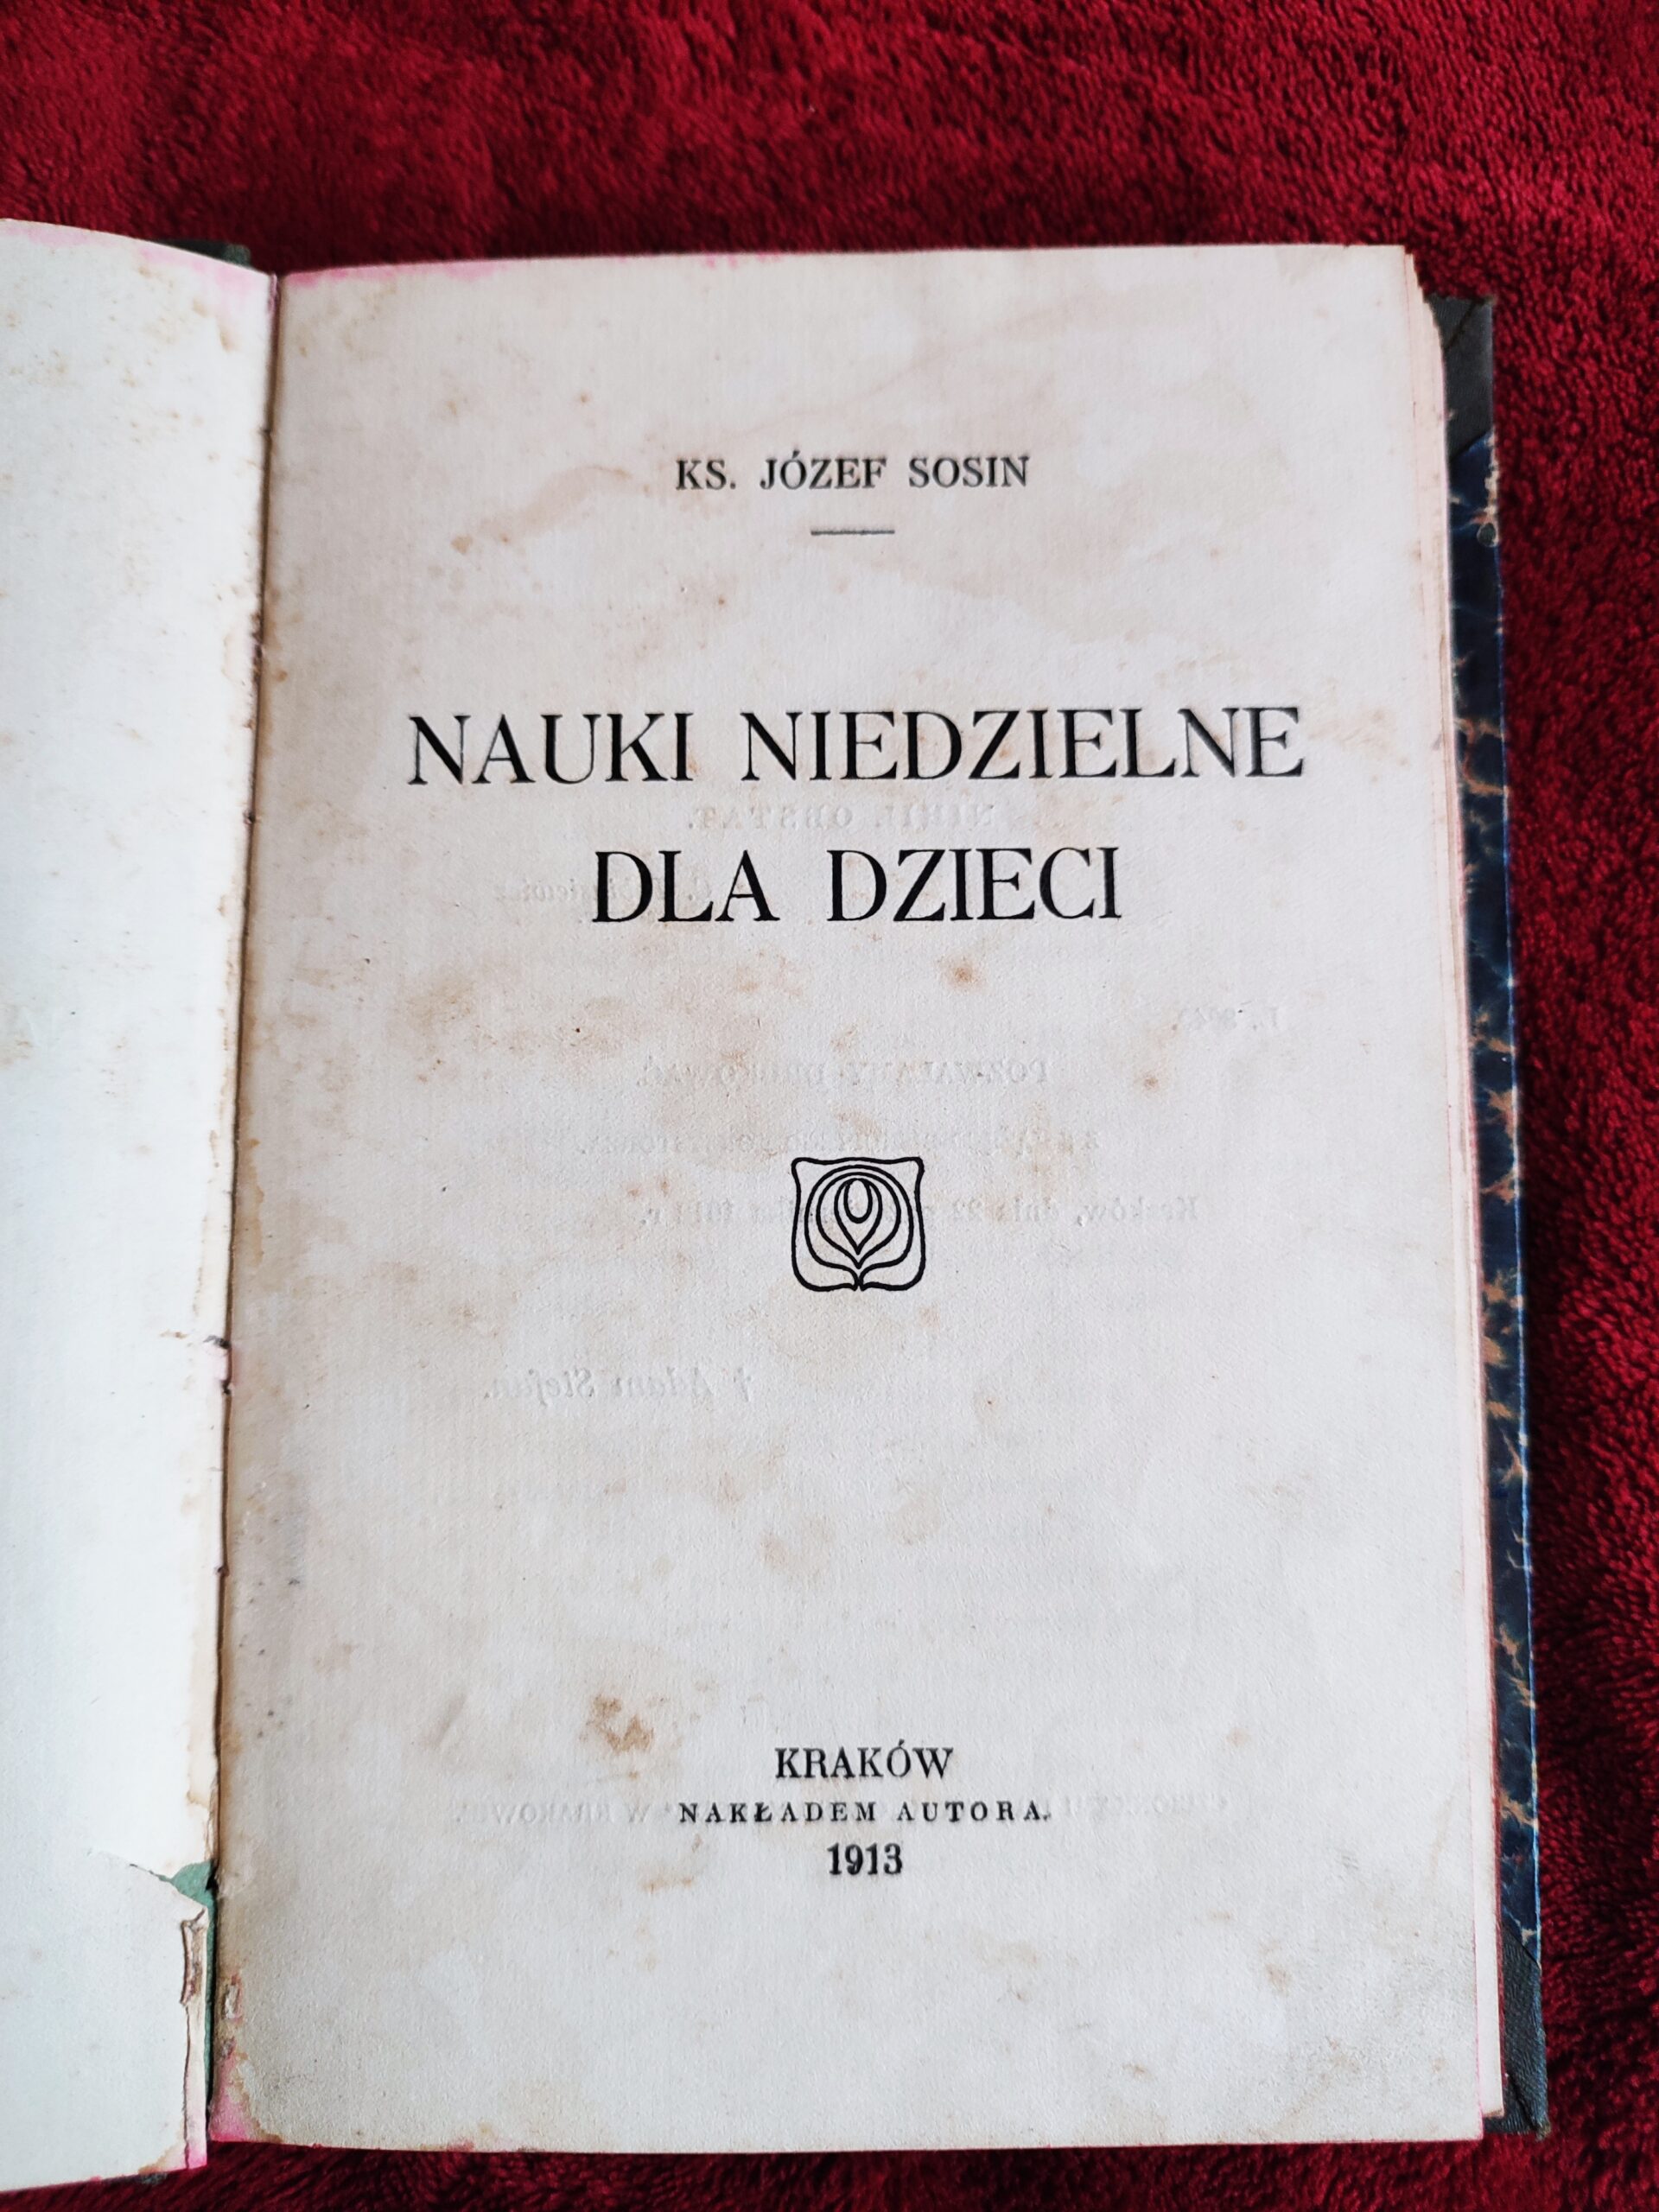 KS. JÓZEF SOSIN
NAUKI NIEDZIELNE
DLA DZIECI
KRAKÓW
NAKŁADEM AUTORA.
1913